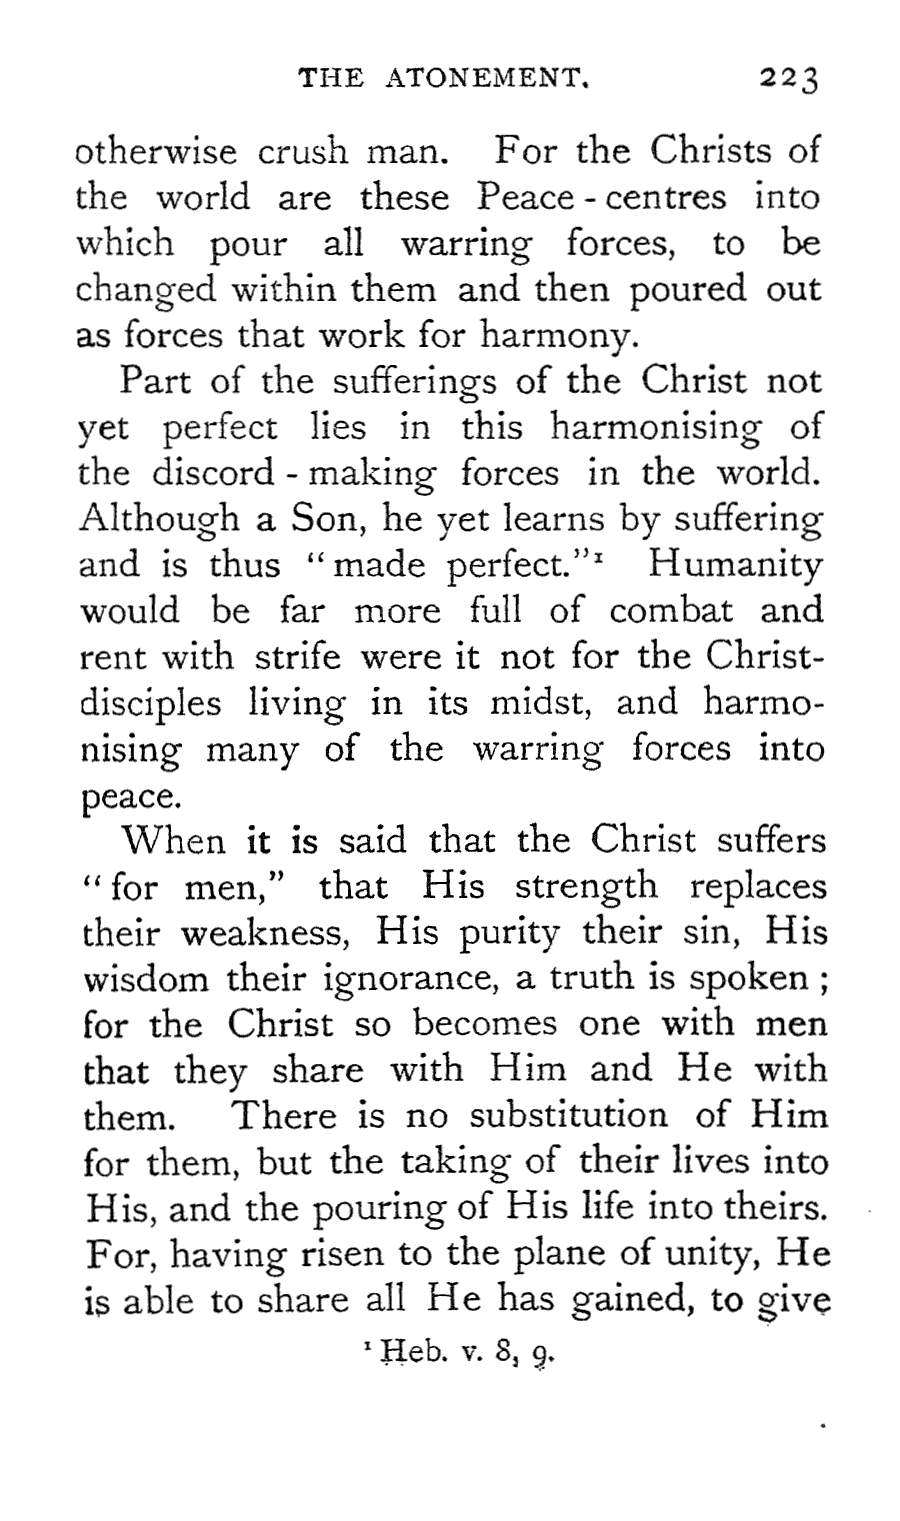 THE ATONEMENT. 223
otherwise crush man. For the Christs of
the world are these Peace-centres into
which pour all warring forces, to be
changed within them and then poured out
as forces that work for harmony.
Part of the sufferings of the Christ not
yet perfect lies in this harmonising of
the discord-making forces in the world.
Although a Son, he yet learns by suffering
and is thus “made perfect.”¹ Humanity
would be far more full of combat and
rent with strife were it not for the Christ-
disciples living in its midst, and harmo-
nising many of the warring forces into
peace.
When it is said that the Christ suffers
“for men,” that His strength replaces
their weakness, His purity their sin, His
wisdom their ignorance, a truth is spoken;
for the Christ so becomes one with men
that they share with Him and He with
them. There is no substitution of Him
for them, but the taking of their lives into
His, and the pouring of His life into theirs.
For, having risen to the plane of unity, He
is able to share all He has gained, to give
¹ Heb. v. 8, 9.